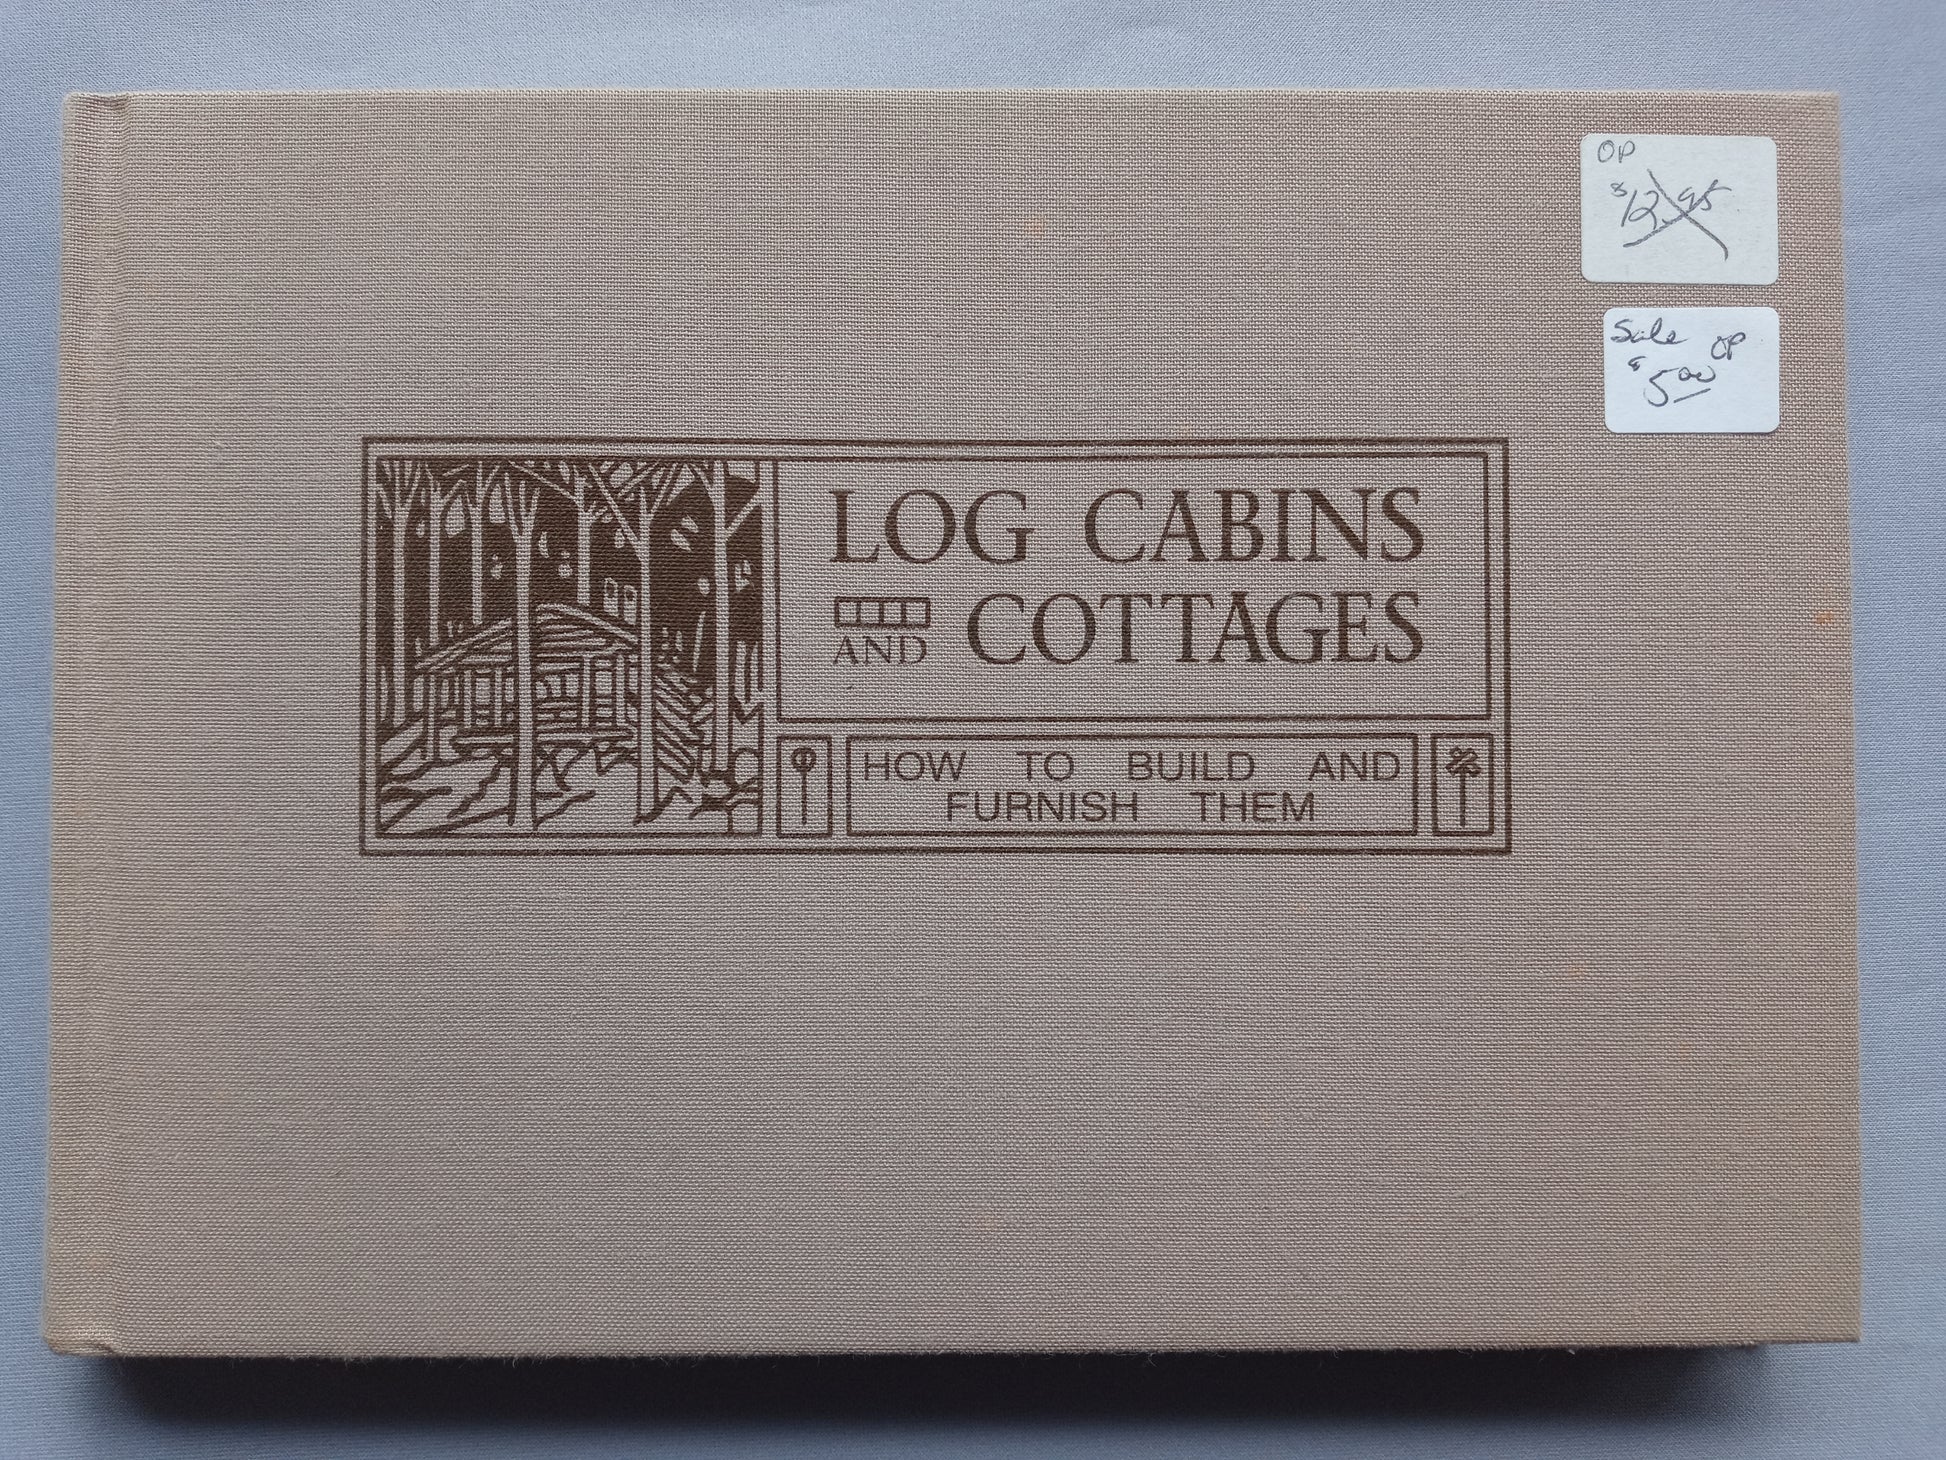 OP
$12.95
Sale OP
$5.00
LOG CABINS
AND COTTAGES
HOW TO BUILD AND
FURNISH THEM